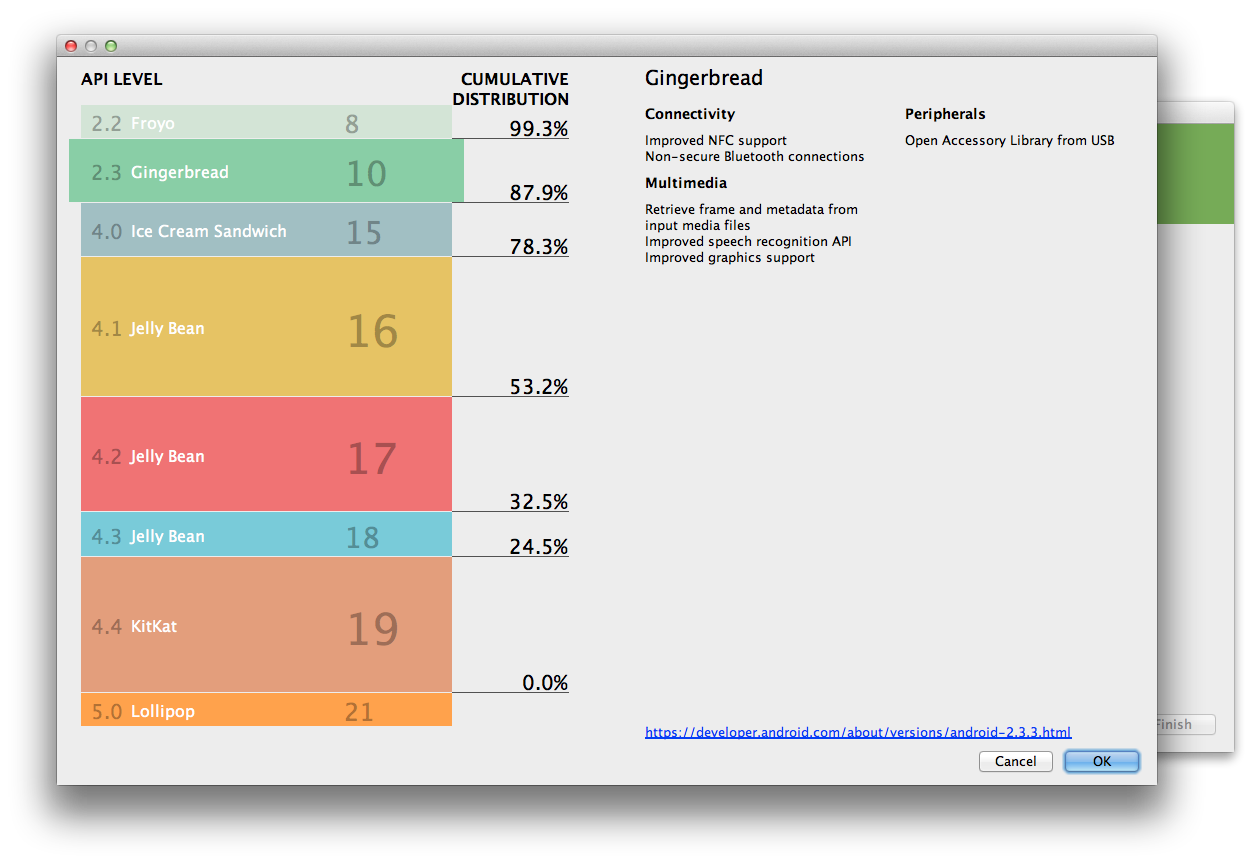 API LEVEL
CUMULATIVE
DISTRIBUTION
2.2 Froyo 8
99.3%
2.3 Gingerbread 10
87.9%
4.0 Ice Cream Sandwich 15
78.3%
4.1 Jelly Bean 16
53.2%
4.2 Jelly Bean 17
32.5%
4.3 Jelly Bean 18
24.5%
4.4 KitKat 19
0.0%
5.0 Lollipop 21
Gingerbread
Connectivity
Improved NFC support
Non-secure Bluetooth connections
Multimedia
Retrieve frame and metadata from
input media files
Improved speech recognition API
Improved graphics support
Peripherals
Open Accessory Library from USB
https://developer.android.com/about/versions/android-2.3.3.html
Cancel
OK
Finish